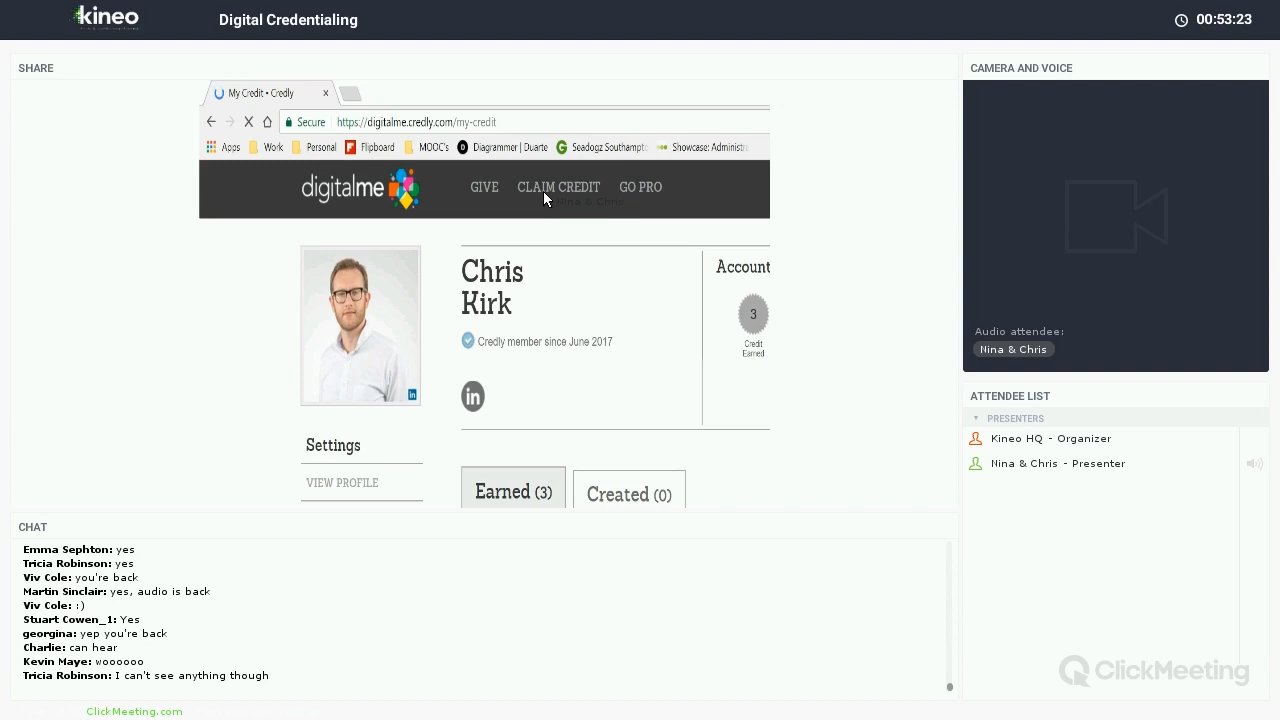 kineo
Digital Credentialing
00:53:23
SHARE
My Credit • Credly
x
Secure
https://digitalme.credly.com/my-credit
Apps Work Personal Flipboard MOOC's Diagrammer | Duarte Seadogz Southampto Showcase: Administra
digitalme
GIVE CLAIM CREDIT GO PRO
Nina & Chris
Chris
Kirk
Credly member since June 2017
in
Account
3
Credit
Earned
Settings
VIEW PROFILE
Earned (3)
Created (0)
CAMERA AND VOICE
Audio attendee:
Nina & Chris
ATTENDEE LIST
PRESENTERS
Kineo HQ - Organizer
Nina & Chris - Presenter
CHAT
Emma Sephton: yes
Tricia Robinson: yes
Viv Cole: you're back
Martin Sinclair: yes, audio is back
Viv Cole: :)
Stuart Cowen_1: Yes
georgina: yep you're back
Charlie: can hear
Kevin Maye: woooooo
Tricia Robinson: I can't see anything though
ClickMeeting
ClickMeeting.com